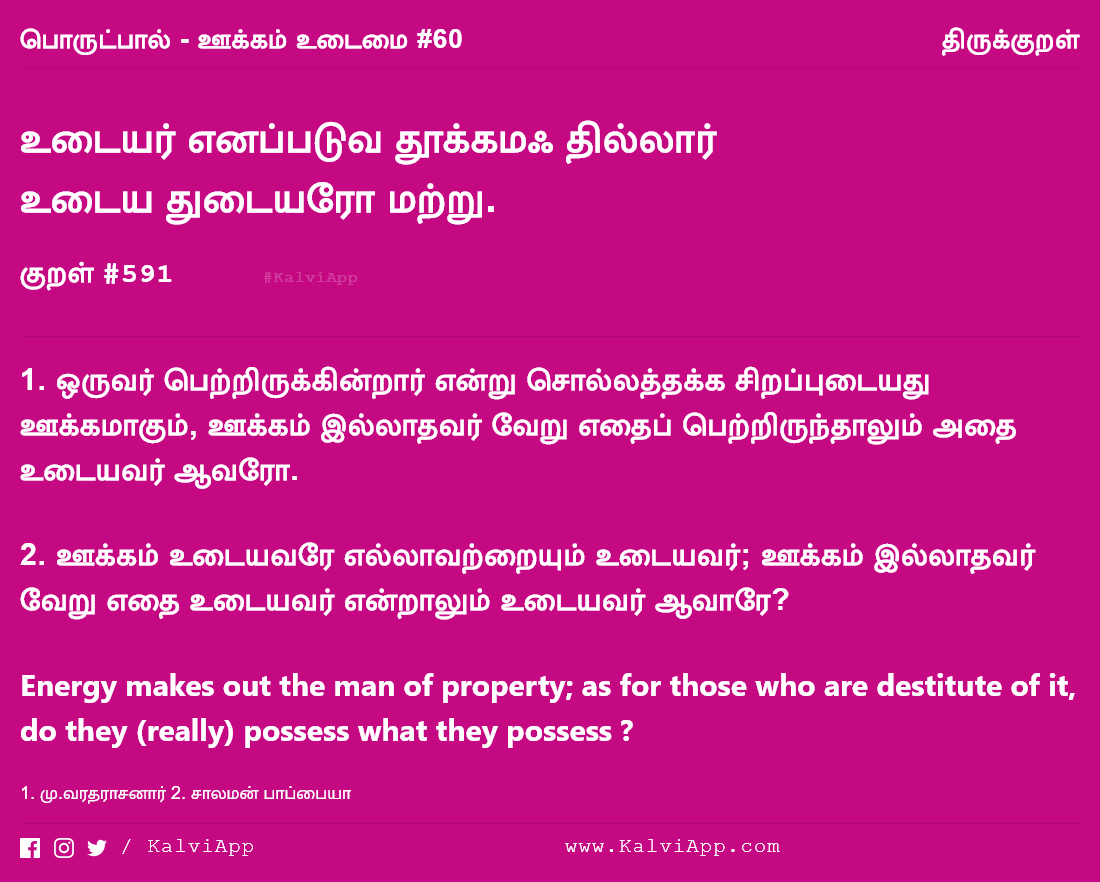 பொருட்பால் - ஊக்கம் உடைமை #60 திருக்குறள்
உடையர் எனப்படுவ தூக்கமஃ தில்லார்
உடைய துடையரோ மற்று.
குறள் #591 #KalviApp
1. ஒருவர் பெற்றிருக்கின்றார் என்று சொல்லத்தக்க சிறப்புடையது
ஊக்கமாகும், ஊக்கம் இல்லாதவர் வேறு எதைப் பெற்றிருந்தாலும் அதை
உடையவர் ஆவரோ.
2. ஊக்கம் உடையவரே எல்லாவற்றையும் உடையவர்; ஊக்கம் இல்லாதவர்
வேறு எதை உடையவர் என்றாலும் உடையவர் ஆவாரே?
Energy makes out the man of property; as for those who are destitute of it,
do they (really) possess what they possess ?
1. மு.வரதராசனார் 2. சாலமன் பாப்பையா
/ KalviApp www.KalviApp.com